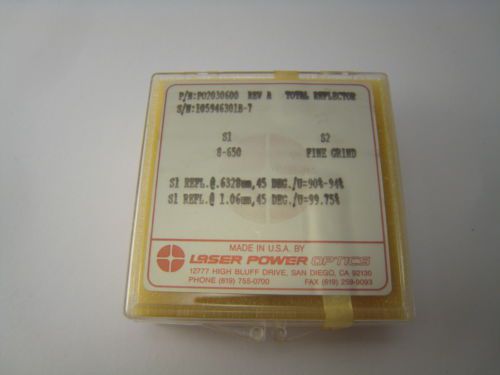 P/N:PO2030600 REV A TOTAL REFLECTOR
S/N:105946301B-7
S1 S2
S-650 FINE GRIND
S1 REFL.@.6328um,45 DEG./U=90%-94%
S1 REFL.@ 1.06um,45 DEG./U=99.75%
MADE IN U.S.A. BY
LASER POWER OPTICS
12777 HIGH BLUFF DRIVE, SAN DIEGO, CA 92130
PHONE (619) 755-0700 FAX (619) 259-9093